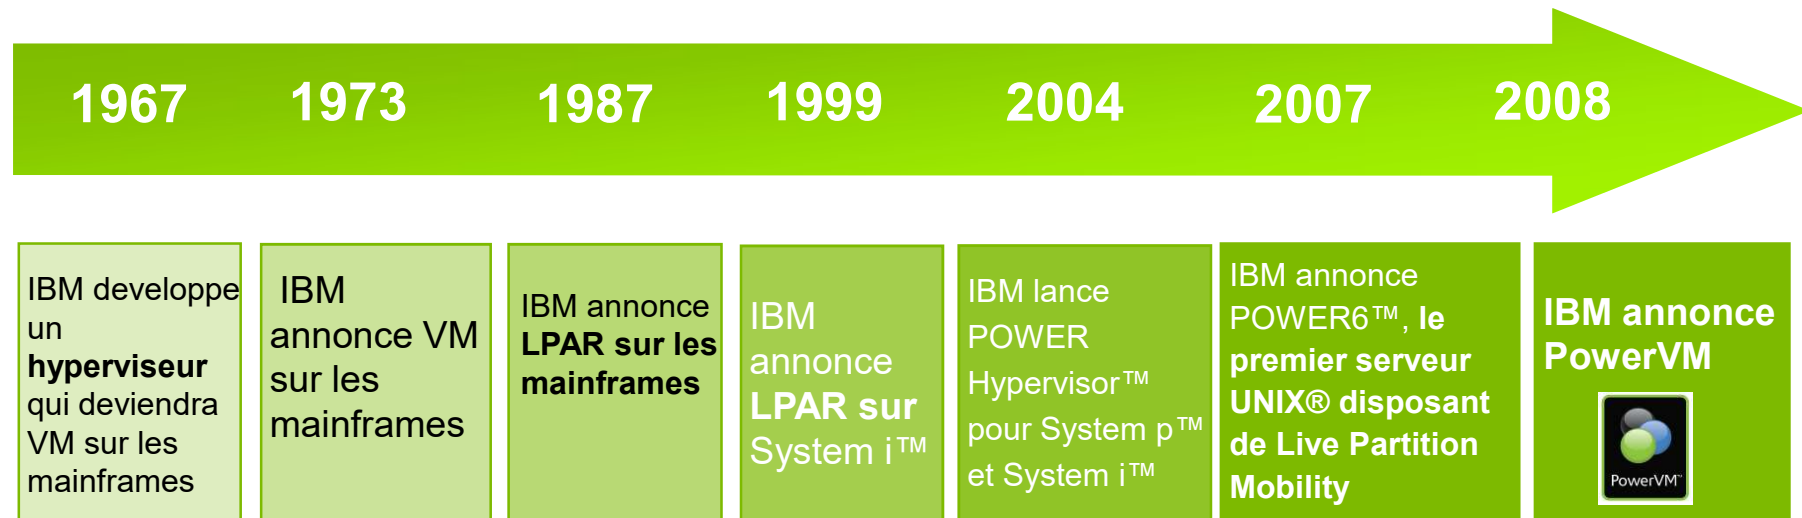 1967
1973
1987
1999
2004
2007
2008
IBM developpe
un
hyperviseur
qui deviendra
VM sur les
mainframes
IBM
annonce VM
sur les
mainframes
IBM annonce
LPAR sur les
mainframes
IBM
annonce
LPAR sur
System i™
IBM lance
POWER
Hypervisor™
pour System p™
et System i™
IBM annonce
POWER6™, le
premier serveur
UNIX® disposant
de Live Partition
Mobility
IBM annonce
PowerVM
PowerVM™